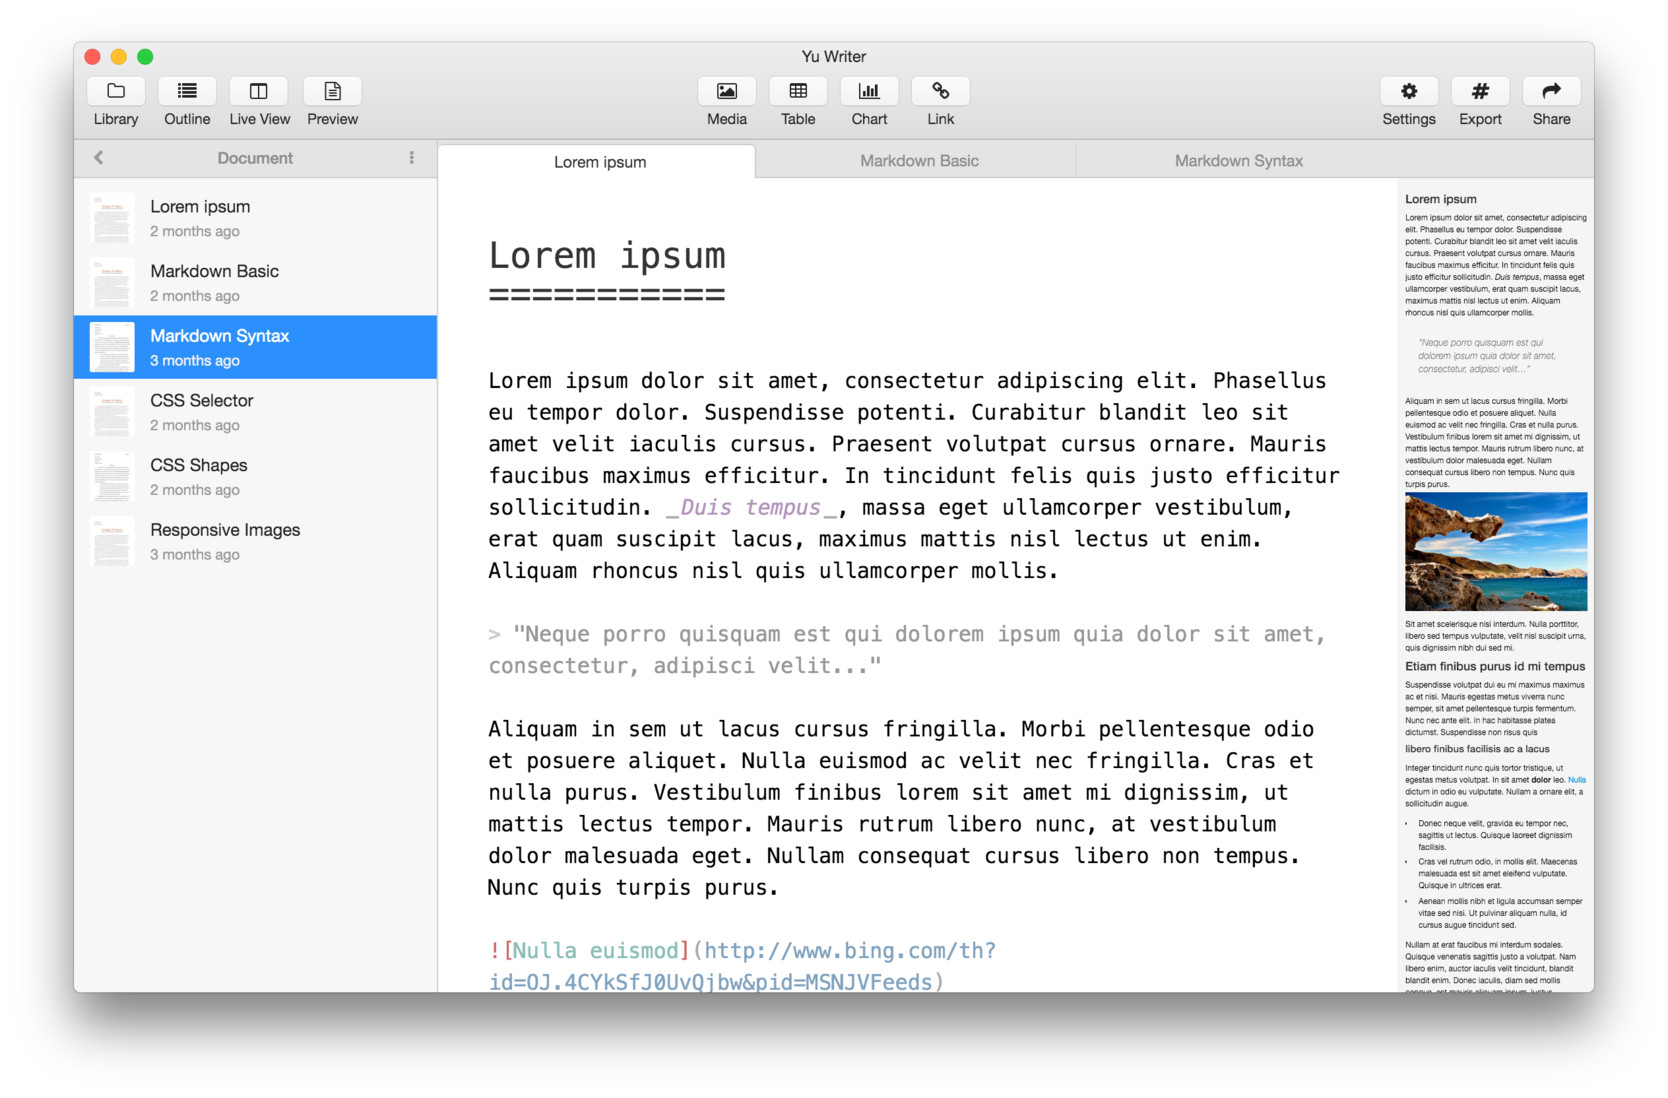 Yu Writer
Library Outline Live View Preview Media Table Chart Link Settings Export Share
Document
Lorem ipsum
2 months ago
Markdown Basic
2 months ago
Markdown Syntax
3 months ago
CSS Selector
2 months ago
CSS Shapes
2 months ago
Responsive Images
3 months ago
Lorem ipsum Markdown Basic Markdown Syntax
Lorem ipsum
===========
Lorem ipsum dolor sit amet, consectetur adipiscing elit. Phasellus
eu tempor dolor. Suspendisse potenti. Curabitur blandit leo sit
amet velit iaculis cursus. Praesent volutpat cursus ornare. Mauris
faucibus maximus efficitur. In tincidunt felis quis justo efficitur
sollicitudin. _Duis tempus_, massa eget ullamcorper vestibulum,
erat quam suscipit lacus, maximus mattis nisl lectus ut enim.
Aliquam rhoncus nisl quis ullamcorper mollis.
> "Neque porro quisquam est qui dolorem ipsum quia dolor sit amet,
consectetur, adipisci velit..."
Aliquam in sem ut lacus cursus fringilla. Morbi pellentesque odio
et posuere aliquet. Nulla euismod ac velit nec fringilla. Cras et
nulla purus. Vestibulum finibus lorem sit amet mi dignissim, ut
mattis lectus tempor. Mauris rutrum libero nunc, at vestibulum
dolor malesuada eget. Nullam consequat cursus libero non tempus.
Nunc quis turpis purus.
![Nulla euismod](http://www.bing.com/th?
id=OJ.4CYkSfJ0UvQjbw&pid=MSNJVFeeds)
Lorem ipsum
Lorem ipsum dolor sit amet, consectetur adipiscing
elit. Phasellus eu tempor dolor. Suspendisse
potenti. Curabitur blandit leo sit amet velit iaculis
cursus. Praesent volutpat cursus ornare. Mauris
faucibus maximus efficitur. In tincidunt felis quis
justo efficitur sollicitudin. Duis tempus, massa eget
ullamcorper vestibulum, erat quam suscipit lacus,
maximus mattis nisl lectus ut enim. Aliquam
rhoncus nisl quis ullamcorper mollis.
"Neque porro quisquam est qui
dolorem ipsum quia dolor sit amet,
consectetur, adipisci velit…"
Aliquam in sem ut lacus cursus fringilla. Morbi
pellentesque odio et posuere aliquet. Nulla
euismod ac velit nec fringilla. Cras et nulla purus.
Vestibulum finibus lorem sit amet mi dignissim, ut
mattis lectus tempor. Mauris rutrum libero nunc, at
vestibulum dolor malesuada eget. Nullam
consequat cursus libero non tempus. Nunc quis
turpis purus.
Sit amet scelerisque nisi interdum. Nulla porttitor,
libero sed tempus vulputate, velit nisl suscipit urna,
quis dignissim nibh dui sed mi.
Etiam finibus purus id mi tempus
Suspendisse volutpat dui eu mi maximus maximus
ac et nisi. Mauris egestas metus viverra nunc
semper, sit amet pellentesque turpis fermentum.
Nunc nec ante elit. In hac habitasse platea
dictumst. Suspendisse non risus quis
libero finibus facilisis ac a lacus
Integer tincidunt nunc quis tortor tristique, ut
egestas metus volutpat. In sit amet dolor leo. Nulla
dictum in odio eu vulputate. Nullam a ornare elit, a
sollicitudin augue.
• Donec neque velit, gravida eu tempor nec,
sagittis ut lectus. Quisque laoreet dignissim
facilisis.
• Cras vel rutrum odio, in mollis elit. Maecenas
malesuada est sit amet eleifend vulputate.
Quisque in ultrices erat.
• Aenean mollis nibh et ligula accumsan semper
vitae sed nisi. Ut pulvinar aliquam nulla, id
cursus augue tincidunt sed.
Nullam at erat faucibus mi interdum sodales.
Quisque venenatis sagittis justo a volutpat. Nam
libero enim, auctor iaculis velit tincidunt, blandit
blandit enim. Donec iaculis, diam sed mollis